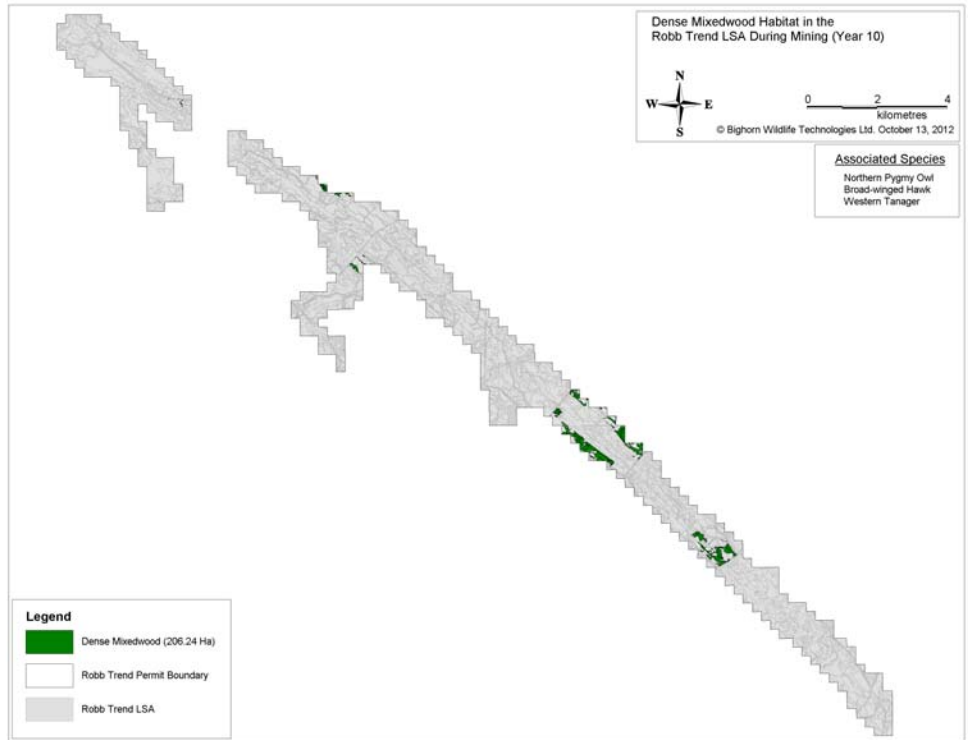 Dense Mixedwood Habitat in the
Robb Trend LSA During Mining (Year 10)
N
W E
S
0 2 4
kilometres
© Bighorn Wildlife Technologies Ltd. October 13, 2012
Associated Species
Northern Pygmy Owl
Broad-winged Hawk
Western Tanager
Legend
Dense Mixedwood (206.24 Ha)
Robb Trend Permit Boundary
Robb Trend LSA